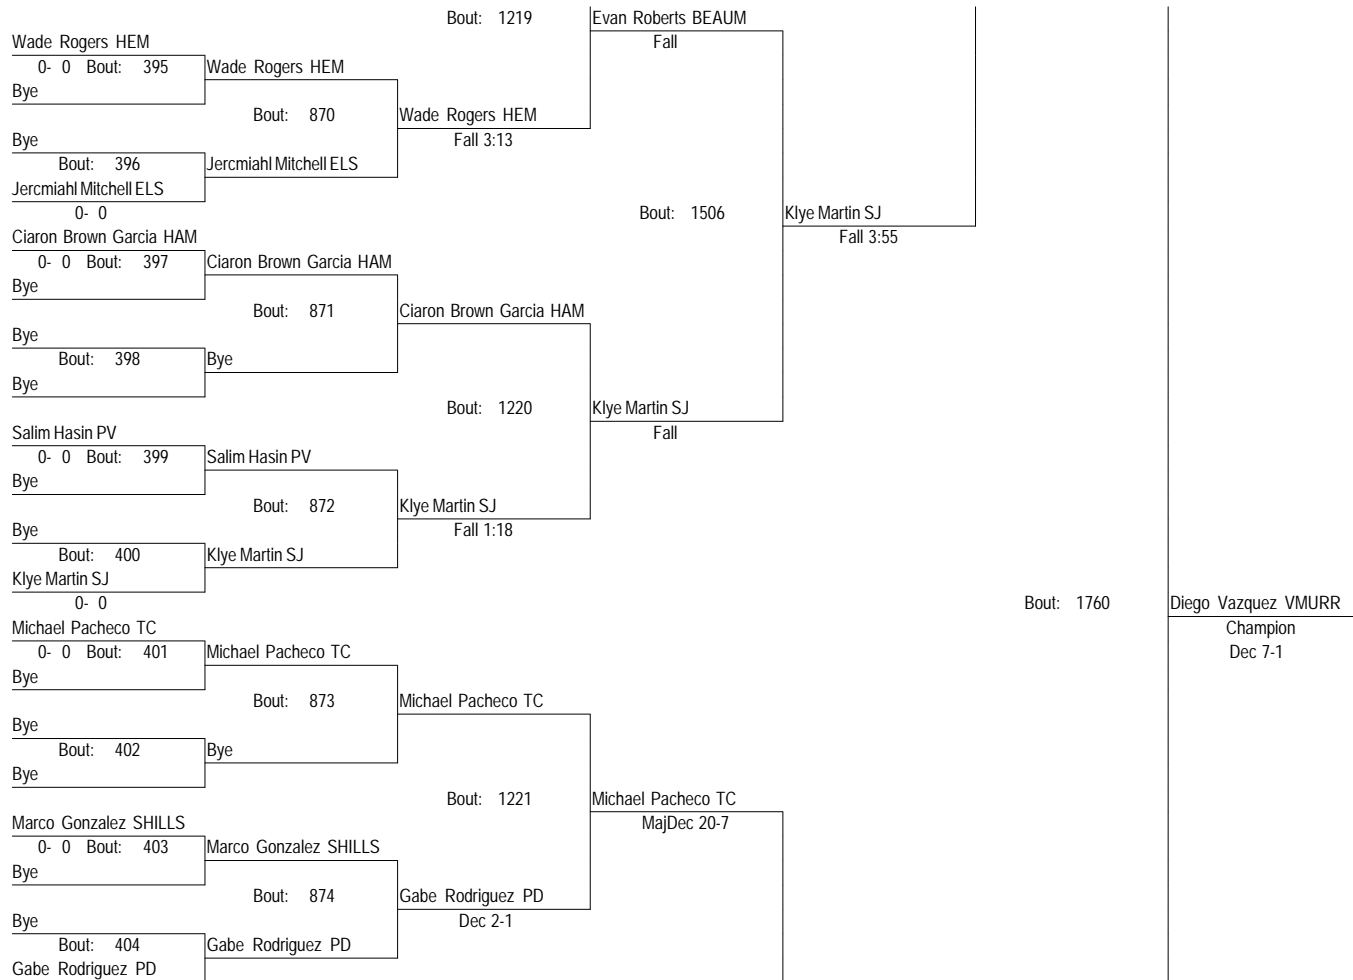 Bout: 1219 Evan Roberts BEAUM
Wade Rogers HEM Fall
0- 0 Bout: 395 Wade Rogers HEM
Bye
Bout: 870 Wade Rogers HEM
Bye Fall 3:13
Bout: 396 Jercmiahl Mitchell ELS
Jercmiahl Mitchell ELS
0- 0 Bout: 1506 Klye Martin SJ
Ciaron Brown Garcia HAM Fall 3:55
0- 0 Bout: 397 Ciaron Brown Garcia HAM
Bye
Bout: 871 Ciaron Brown Garcia HAM
Bye
Bout: 398 Bye
Bye
Bout: 1220 Klye Martin SJ
Salim Hasin PV Fall
0- 0 Bout: 399 Salim Hasin PV
Bye
Bout: 872 Klye Martin SJ
Bye Fall 1:18
Bout: 400 Klye Martin SJ
Klye Martin SJ
0- 0 Bout: 1760 Diego Vazquez VMURR
Michael Pacheco TC Champion
0- 0 Bout: 401 Michael Pacheco TC Dec 7-1
Bye
Bout: 873 Michael Pacheco TC
Bye
Bout: 402 Bye
Bye
Bout: 1221 Michael Pacheco TC
Marco Gonzalez SHILLS MajDec 20-7
0- 0 Bout: 403 Marco Gonzalez SHILLS
Bye
Bout: 874 Gabe Rodriguez PD
Bye Dec 2-1
Bout: 404 Gabe Rodriguez PD
Gabe Rodriguez PD